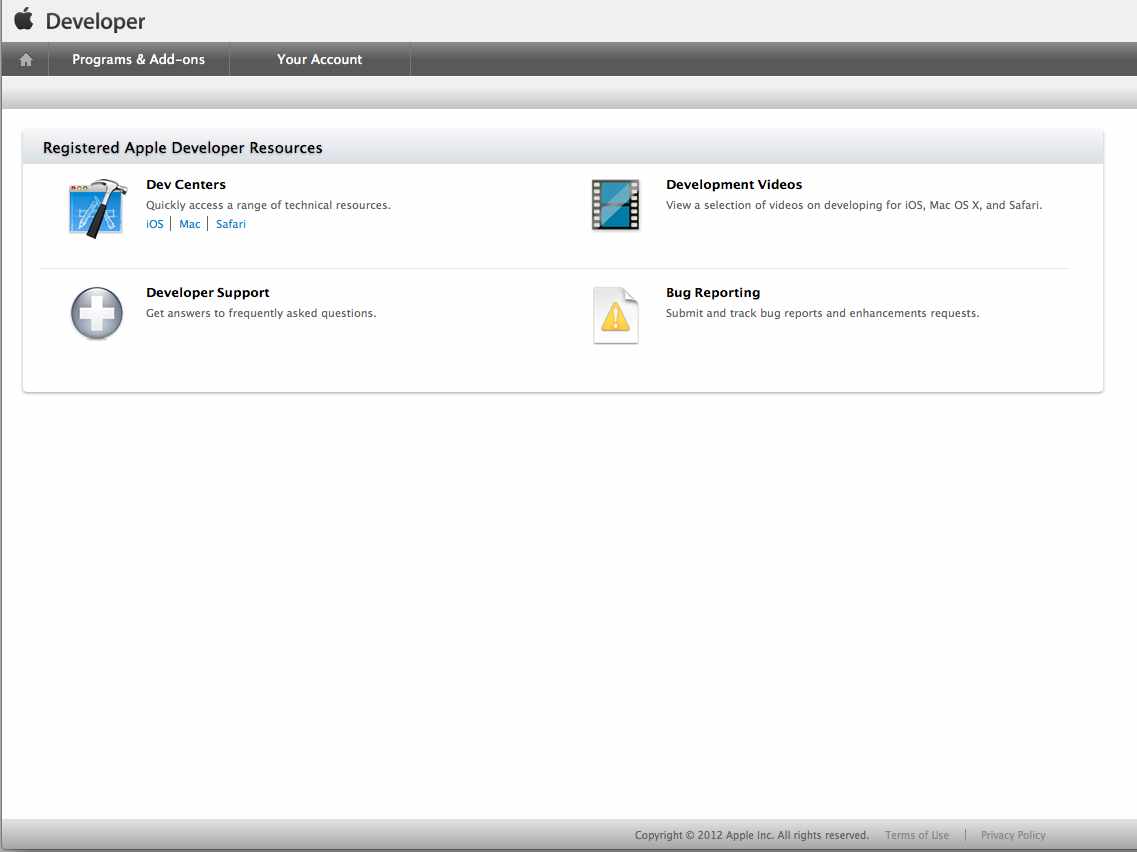 Developer
Programs & Add-ons
Your Account
Registered Apple Developer Resources
Dev Centers
Quickly access a range of technical resources.
iOS | Mac | Safari
Development Videos
View a selection of videos on developing for iOS, Mac OS X, and Safari.
Developer Support
Get answers to frequently asked questions.
Bug Reporting
Submit and track bug reports and enhancements requests.
Copyright © 2012 Apple Inc. All rights reserved. Terms of Use | Privacy Policy